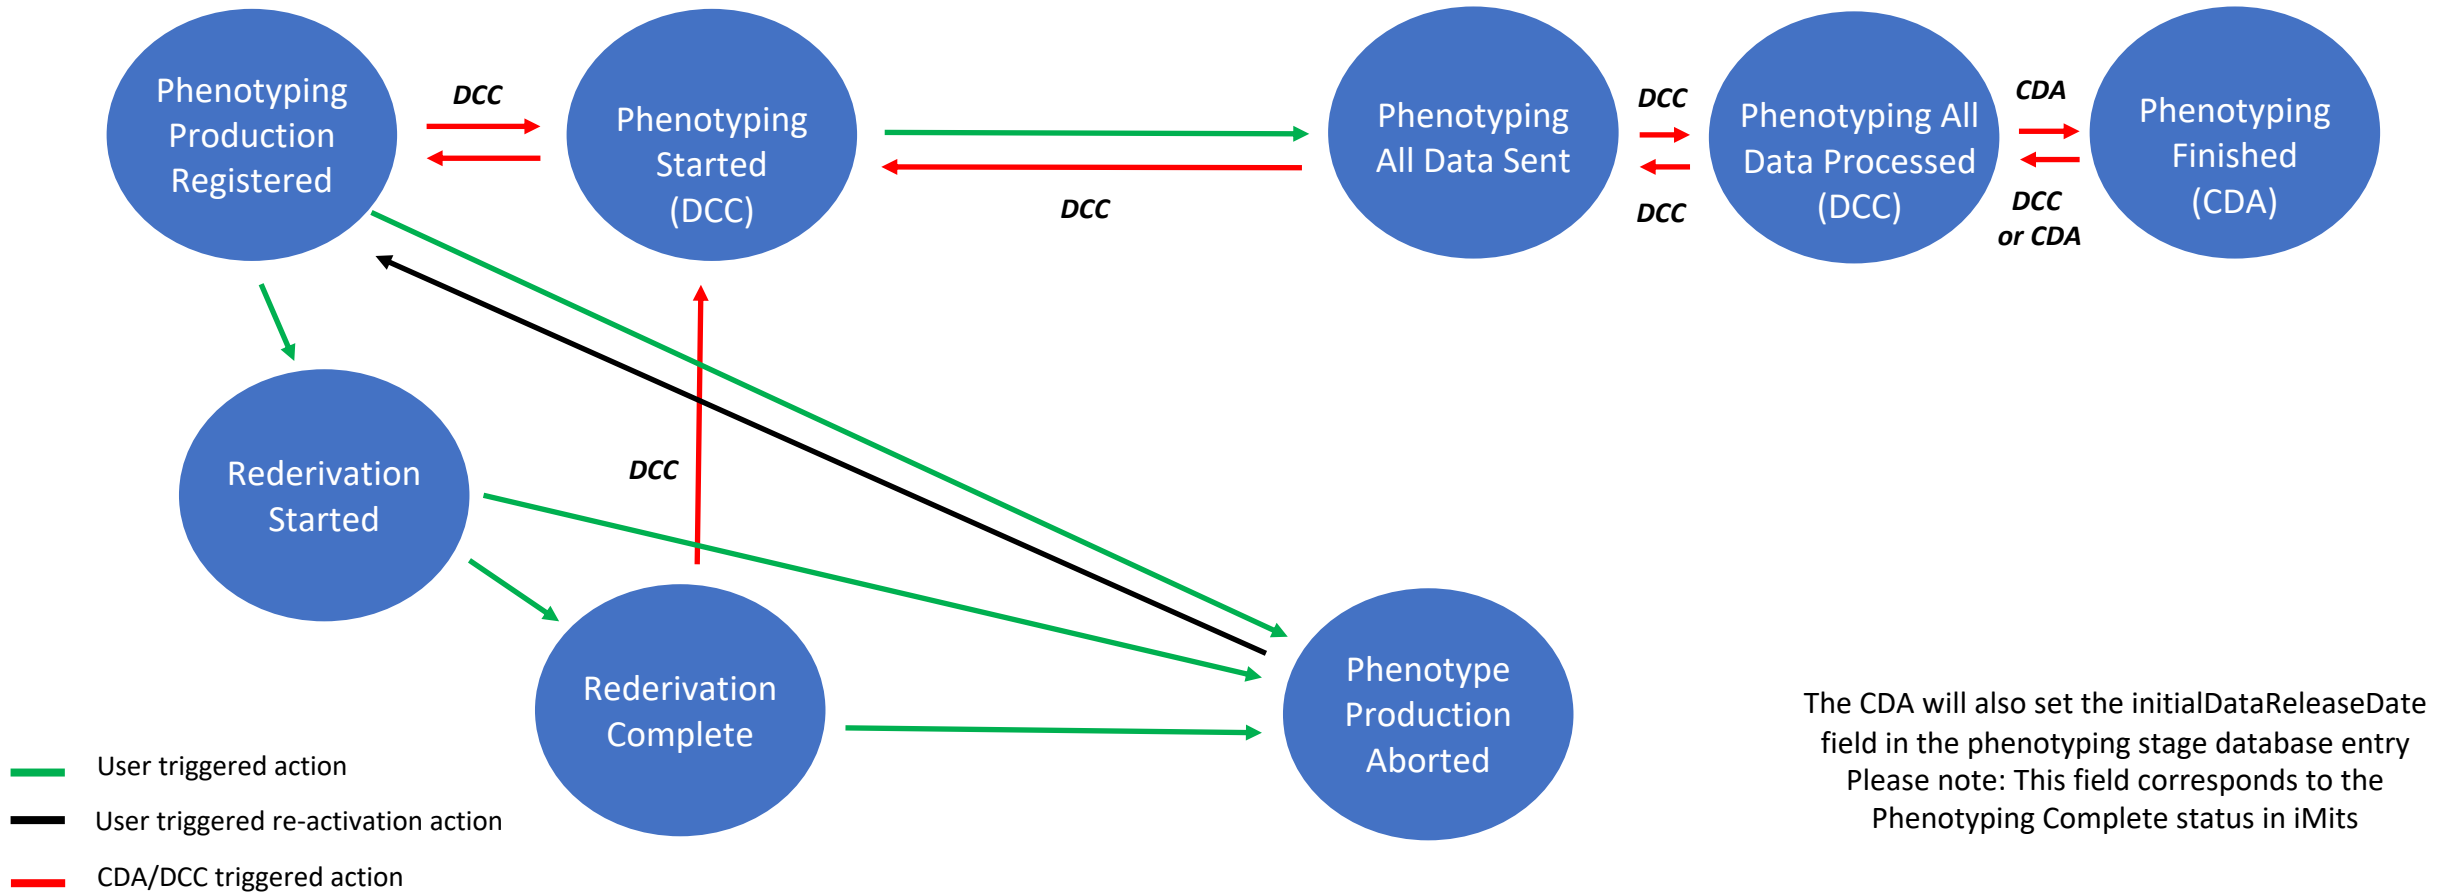 Phenotyping
Production
Registered
DCC
Phenotyping
Started
(DCC)
DCC
Phenotyping
All Data Sent
DCC
DCC
Phenotyping All
Data Processed
(DCC)
CDA
DCC
or CDA
Phenotyping
Finished
(CDA)
Rederivation
Started
DCC
Rederivation
Complete
Phenotype
Production
Aborted
The CDA will also set the initialDataReleaseDate
field in the phenotyping stage database entry
Please note: This field corresponds to the
Phenotyping Complete status in iMits
User triggered action
User triggered re-activation action
CDA/DCC triggered action